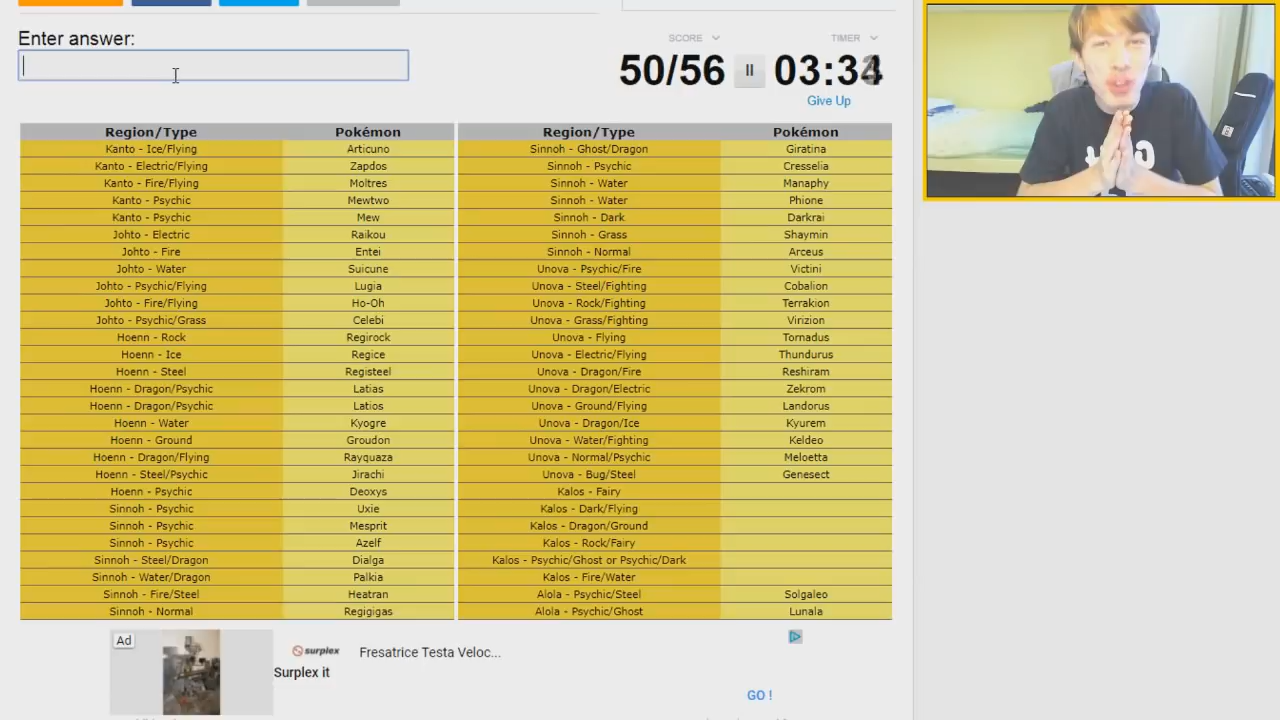 Enter answer:
SCORE
TIMER
50/56
03:34
Give Up
Region/Type Pokémon
Kanto - Ice/Flying Articuno
Kanto - Electric/Flying Zapdos
Kanto - Fire/Flying Moltres
Kanto - Psychic Mewtwo
Kanto - Psychic Mew
Johto - Electric Raikou
Johto - Fire Entei
Johto - Water Suicune
Johto - Psychic/Flying Lugia
Johto - Fire/Flying Ho-Oh
Johto - Psychic/Grass Celebi
Hoenn - Rock Regirock
Hoenn - Ice Regice
Hoenn - Steel Registeel
Hoenn - Dragon/Psychic Latias
Hoenn - Dragon/Psychic Latios
Hoenn - Water Kyogre
Hoenn - Ground Groudon
Hoenn - Dragon/Flying Rayquaza
Hoenn - Steel/Psychic Jirachi
Hoenn - Psychic Deoxys
Sinnoh - Psychic Uxie
Sinnoh - Psychic Mesprit
Sinnoh - Psychic Azelf
Sinnoh - Steel/Dragon Dialga
Sinnoh - Water/Dragon Palkia
Sinnoh - Fire/Steel Heatran
Sinnoh - Normal Regigigas
Region/Type Pokémon
Sinnoh - Ghost/Dragon Giratina
Sinnoh - Psychic Cresselia
Sinnoh - Water Manaphy
Sinnoh - Water Phione
Sinnoh - Dark Darkrai
Sinnoh - Grass Shaymin
Sinnoh - Normal Arceus
Unova - Psychic/Fire Victini
Unova - Steel/Fighting Cobalion
Unova - Rock/Fighting Terrakion
Unova - Grass/Fighting Virizion
Unova - Flying Tornadus
Unova - Electric/Flying Thundurus
Unova - Dragon/Fire Reshiram
Unova - Dragon/Electric Zekrom
Unova - Ground/Flying Landorus
Unova - Dragon/Ice Kyurem
Unova - Water/Fighting Keldeo
Unova - Normal/Psychic Meloetta
Unova - Bug/Steel Genesect
Kalos - Fairy
Kalos - Dark/Flying
Kalos - Dragon/Ground
Kalos - Rock/Fairy
Kalos - Psychic/Ghost or Psychic/Dark
Kalos - Fire/Water
Alola - Psychic/Steel Solgaleo
Alola - Psychic/Ghost Lunala
Ad
surplex
Fresatrice Testa Veloc...
Surplex it
GO !